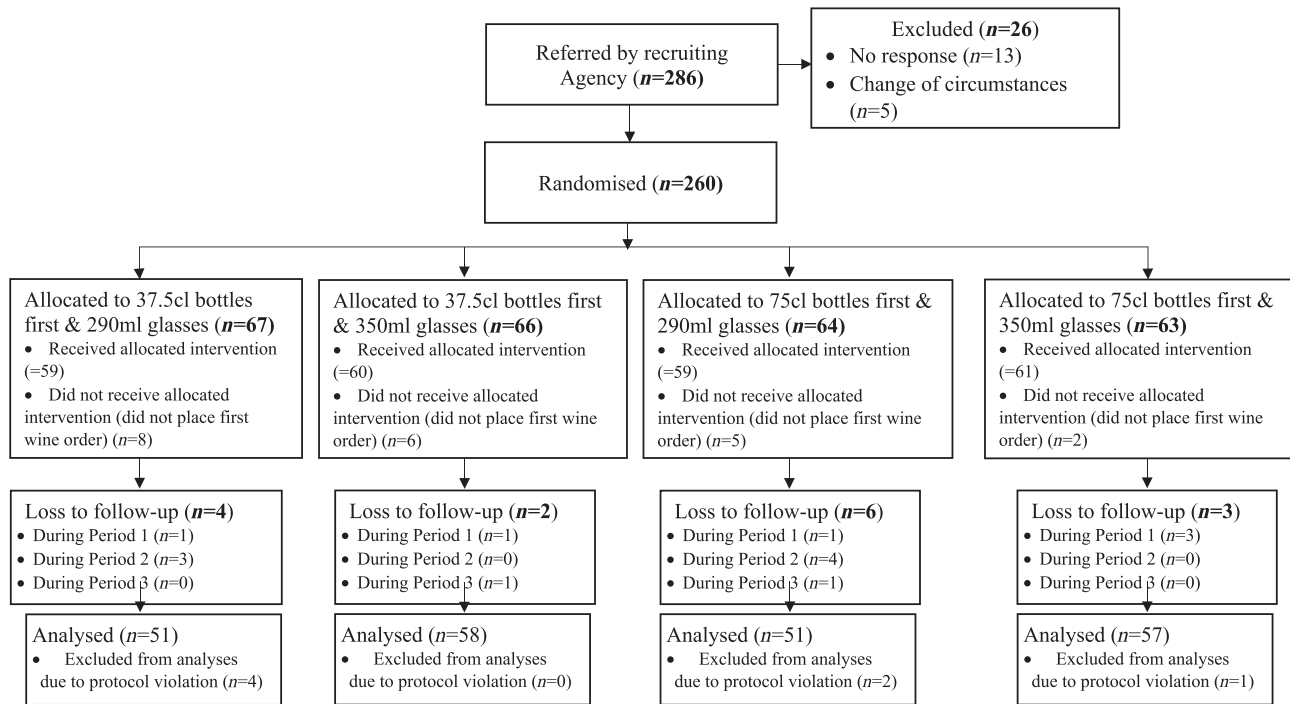 Referred by recruiting
Agency (n=286)
Excluded (n=26)
• No response (n=13)
• Change of circumstances
(n=5)
Randomised (n=260)
Allocated to 37.5cl bottles
first & 290ml glasses (n=67)
• Received allocated intervention
(=59)
• Did not receive allocated
intervention (did not place first
wine order) (n=8)
Allocated to 37.5cl bottles first
& 350ml glasses (n=66)
• Received allocated intervention
(=60)
• Did not receive allocated
intervention (did not place first
wine order) (n=6)
Allocated to 75cl bottles first &
290ml glasses (n=64)
• Received allocated intervention
(=59)
• Did not receive allocated
intervention (did not place first
wine order) (n=5)
Allocated to 75cl bottles first &
350ml glasses (n=63)
• Received allocated intervention
(=61)
• Did not receive allocated
intervention (did not place first
wine order) (n=2)
Loss to follow-up (n=4)
• During Period 1 (n=1)
• During Period 2 (n=3)
• During Period 3 (n=0)
Loss to follow-up (n=2)
• During Period 1 (n=1)
• During Period 2 (n=0)
• During Period 3 (n=1)
Loss to follow-up (n=6)
• During Period 1 (n=1)
• During Period 2 (n=4)
• During Period 3 (n=1)
Loss to follow-up (n=3)
• During Period 1 (n=3)
• During Period 2 (n=0)
• During Period 3 (n=0)
Analysed (n=51)
• Excluded from analyses
due to protocol violation (n=4)
Analysed (n=58)
• Excluded from analyses
due to protocol violation (n=0)
Analysed (n=51)
• Excluded from analyses
due to protocol violation (n=2)
Analysed (n=57)
• Excluded from analyses
due to protocol violation (n=1)